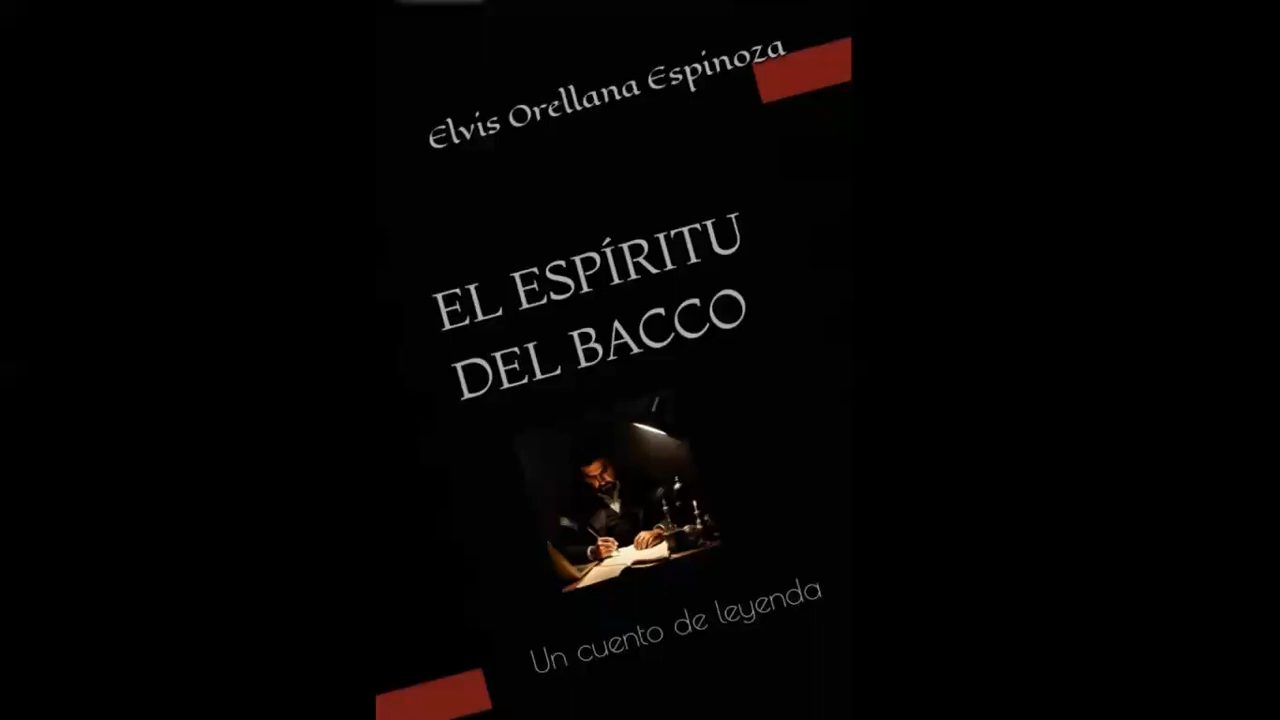 Elvis Orellana Espinoza
EL ESPÍRITU
DEL BACCO
Un cuento de leyenda